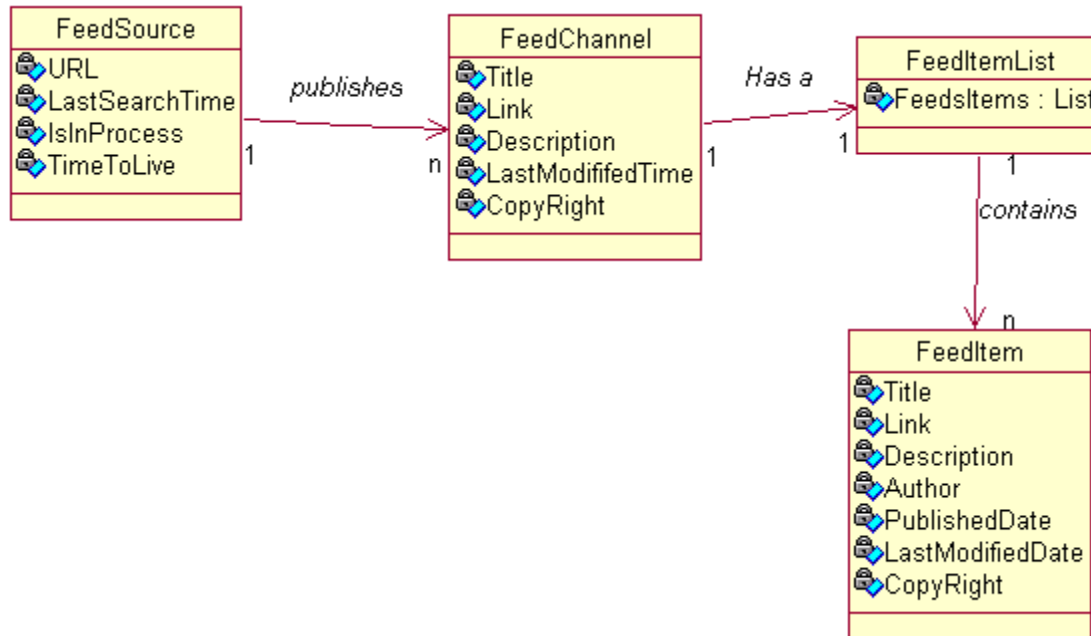 FeedSource
URL
LastSearchTime
IsInProcess
TimeToLive
publishes
1
n
FeedChannel
Title
Link
Description
LastModififedTime
CopyRight
Has a
1
1
FeedItemList
FeedsItems : List
1
contains
n
FeedItem
Title
Link
Description
Author
PublishedDate
LastModifiedDate
CopyRight